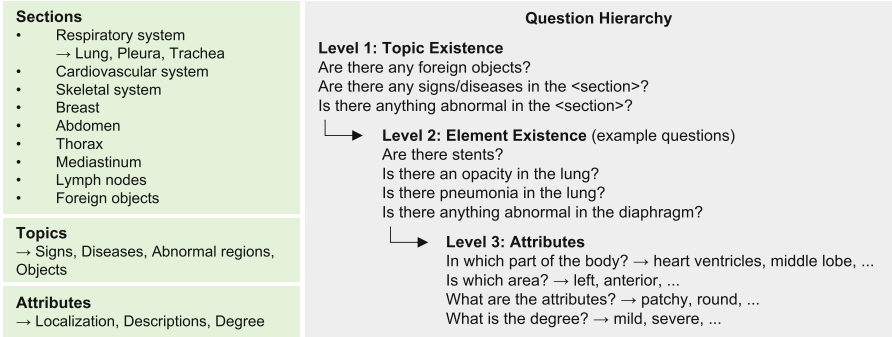 Sections
• Respiratory system
→ Lung, Pleura, Trachea
• Cardiovascular system
• Skeletal system
• Breast
• Abdomen
• Thorax
• Mediastinum
• Lymph nodes
• Foreign objects
Topics
→ Signs, Diseases, Abnormal regions,
Objects
Attributes
→ Localization, Descriptions, Degree
Question Hierarchy
Level 1: Topic Existence
Are there any foreign objects?
Are there any signs/diseases in the <section>?
Is there anything abnormal in the <section>?
Level 2: Element Existence (example questions)
Are there stents?
Is there an opacity in the lung?
Is there pneumonia in the lung?
Is there anything abnormal in the diaphragm?
Level 3: Attributes
In which part of the body? → heart ventricles, middle lobe, ...
Is which area? → left, anterior, ...
What are the attributes? → patchy, round, ...
What is the degree? → mild, severe, ...